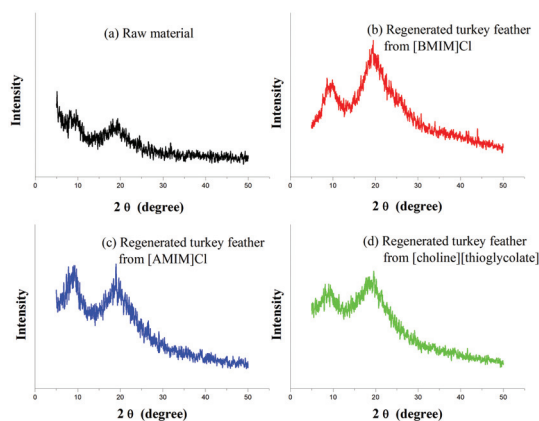 (a) Raw material
Intensity
0 10 20 30 40 50
2 θ (degree)
(b) Regenerated turkey feather
from [BMIM]Cl
Intensity
0 10 20 30 40 50
2 θ (degree)
(c) Regenerated turkey feather
from [AMIM]Cl
Intensity
0 10 20 30 40 50
2 θ (degree)
(d) Regenerated turkey feather
from [choline][thioglycolate]
Intensity
0 10 20 30 40 50
2 θ (degree)